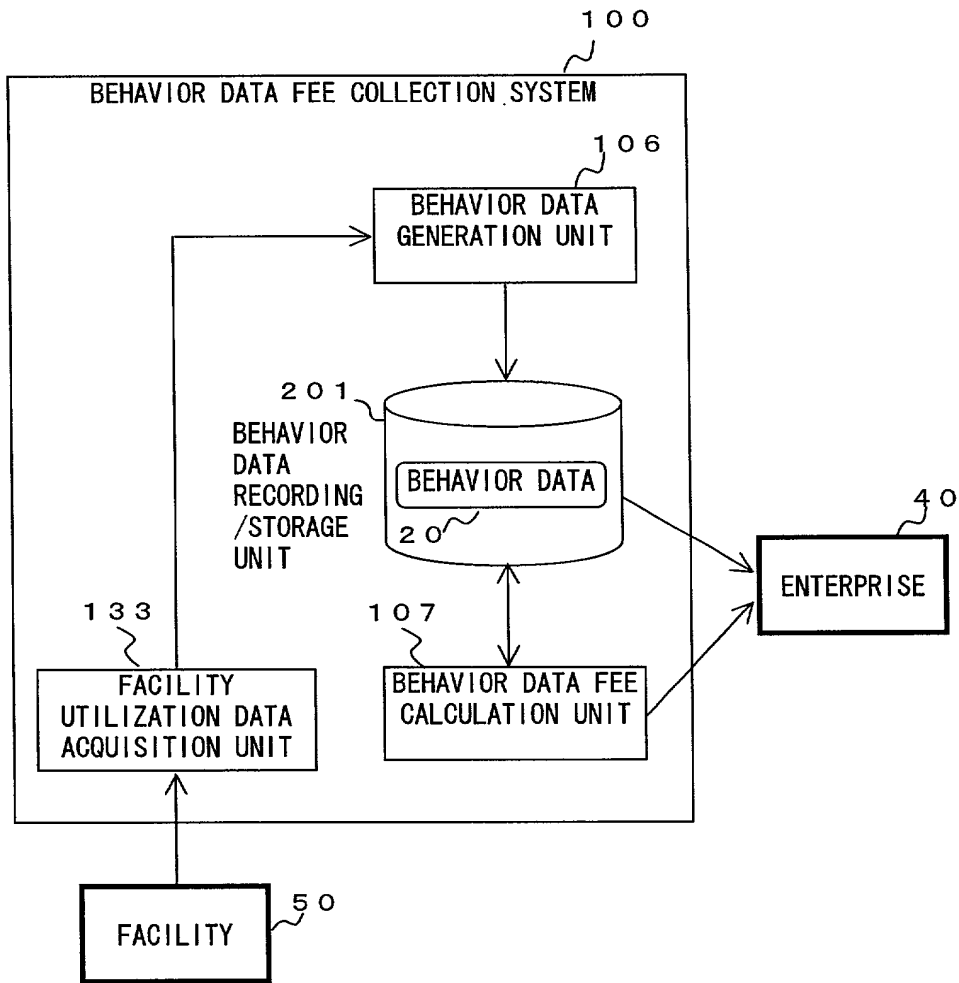 100
BEHAVIOR DATA FEE COLLECTION SYSTEM
106
BEHAVIOR DATA
GENERATION UNIT
201
BEHAVIOR
DATA
RECORDING
/STORAGE
UNIT
BEHAVIOR DATA
20
40
ENTERPRISE
133
FACILITY
UTILIZATION DATA
ACQUISITION UNIT
107
BEHAVIOR DATA FEE
CALCULATION UNIT
50
FACILITY